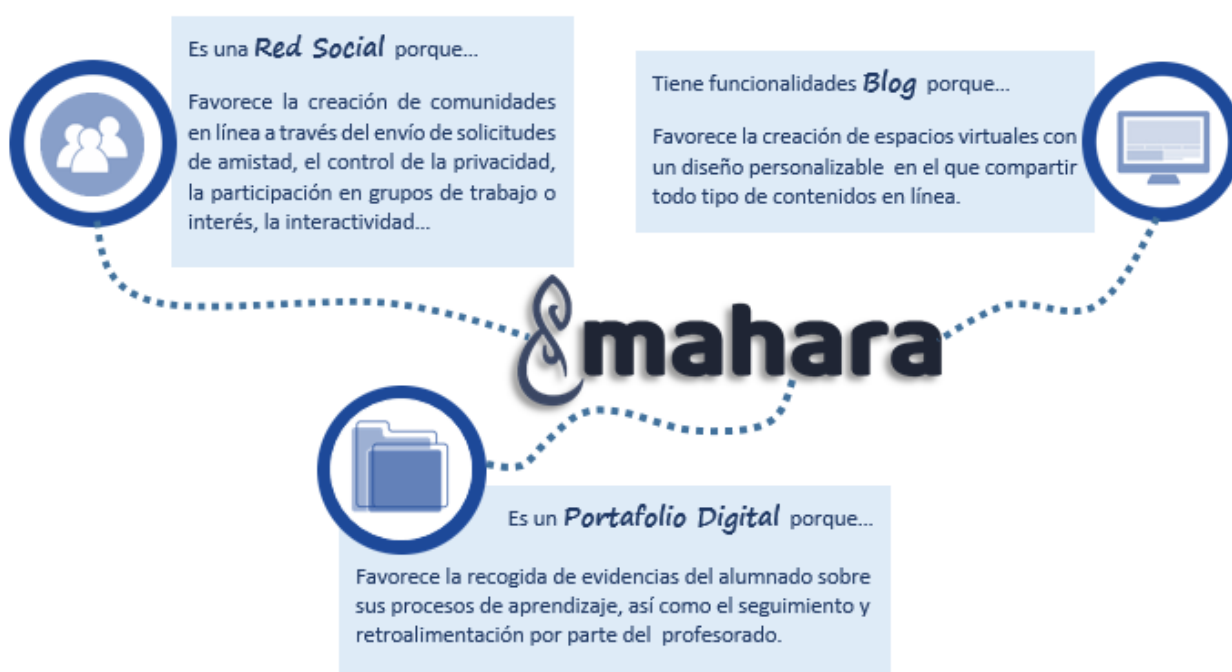 Es una Red Social porque...
Favorece la creación de comunidades
en línea a través del envío de solicitudes
de amistad, el control de la privacidad,
la participación en grupos de trabajo o
interés, la interactividad...
Tiene funcionalidades Blog porque...
Favorece la creación de espacios virtuales con
un diseño personalizable en el que compartir
todo tipo de contenidos en línea.
mahara
Es un Portafolio Digital porque...
Favorece la recogida de evidencias del alumnado sobre
sus procesos de aprendizaje, así como el seguimiento y
retroalimentación por parte del profesorado.